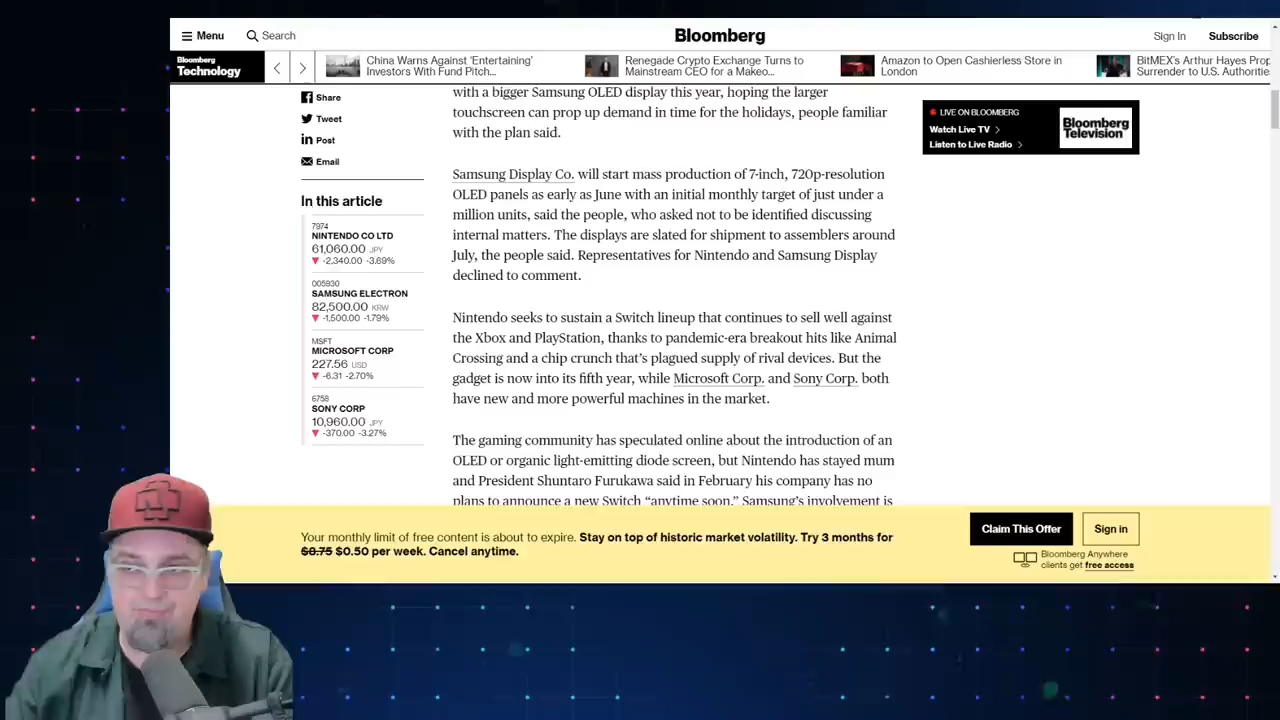 Menu
Search
Bloomberg
Sign In
Subscribe
Bloomberg
Technology
China Warns Against 'Entertaining'
Investors With Fund Pitch...
Renegade Crypto Exchange Turns to
Mainstream CEO for a Makeo...
Amazon to Open Cashierless Store in
London
BitMEX's Arthur Hayes Prop
Surrender to U.S. Authoritie
Share
Tweet
Post
Email
In this article
7974
NINTENDO CO LTD
61,060.00 JPY
-2,340.00 -3.69%
005930
SAMSUNG ELECTRON
82,500.00 KRW
-1,500.00 -1.79%
MSFT
MICROSOFT CORP
227.56 USD
-6.31 -2.70%
6758
SONY CORP
10,960.00 JPY
-370.00 -3.27%
with a bigger Samsung OLED display this year, hoping the larger
touchscreen can prop up demand in time for the holidays, people familiar
with the plan said.
Samsung Display Co. will start mass production of 7-inch, 720p-resolution
OLED panels as early as June with an initial monthly target of just under a
million units, said the people, who asked not to be identified discussing
internal matters. The displays are slated for shipment to assemblers around
July, the people said. Representatives for Nintendo and Samsung Display
declined to comment.
Nintendo seeks to sustain a Switch lineup that continues to sell well against
the Xbox and PlayStation, thanks to pandemic-era breakout hits like Animal
Crossing and a chip crunch that's plagued supply of rival devices. But the
gadget is now into its fifth year, while Microsoft Corp. and Sony Corp. both
have new and more powerful machines in the market.
The gaming community has speculated online about the introduction of an
OLED or organic light-emitting diode screen, but Nintendo has stayed mum
and President Shuntaro Furukawa said in February his company has no
plans to announce a new Switch “anytime soon.” Samsung's involvement is
LIVE ON BLOOMBERG
Watch Live TV
Listen to Live Radio
Bloomberg
Television
Your monthly limit of free content is about to expire. Stay on top of historic market volatility. Try 3 months for
$8.75 $0.50 per week. Cancel anytime.
Claim This Offer
Sign in
Bloomberg Anywhere
clients get free access